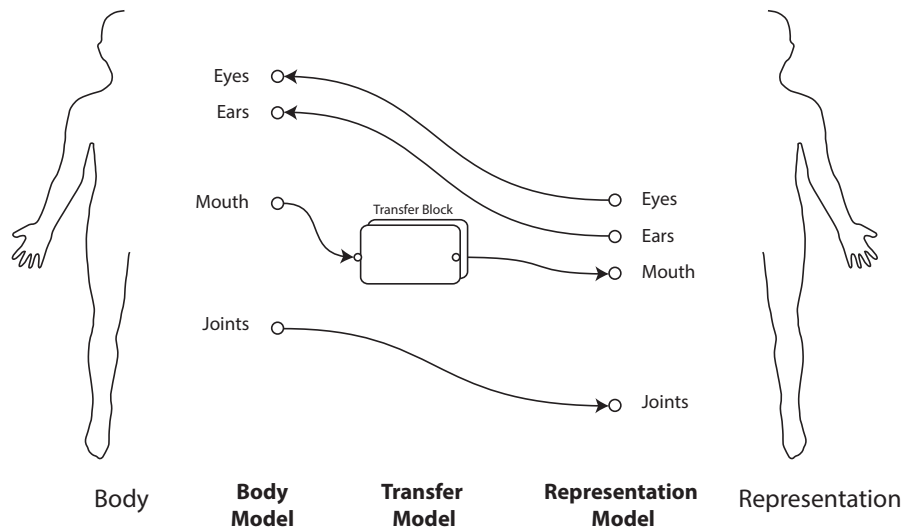 Eyes
Ears
Mouth
Transfer Block
Eyes
Ears
Mouth
Joints
Joints
Body
Body
Model
Transfer
Model
Representation
Model
Representation